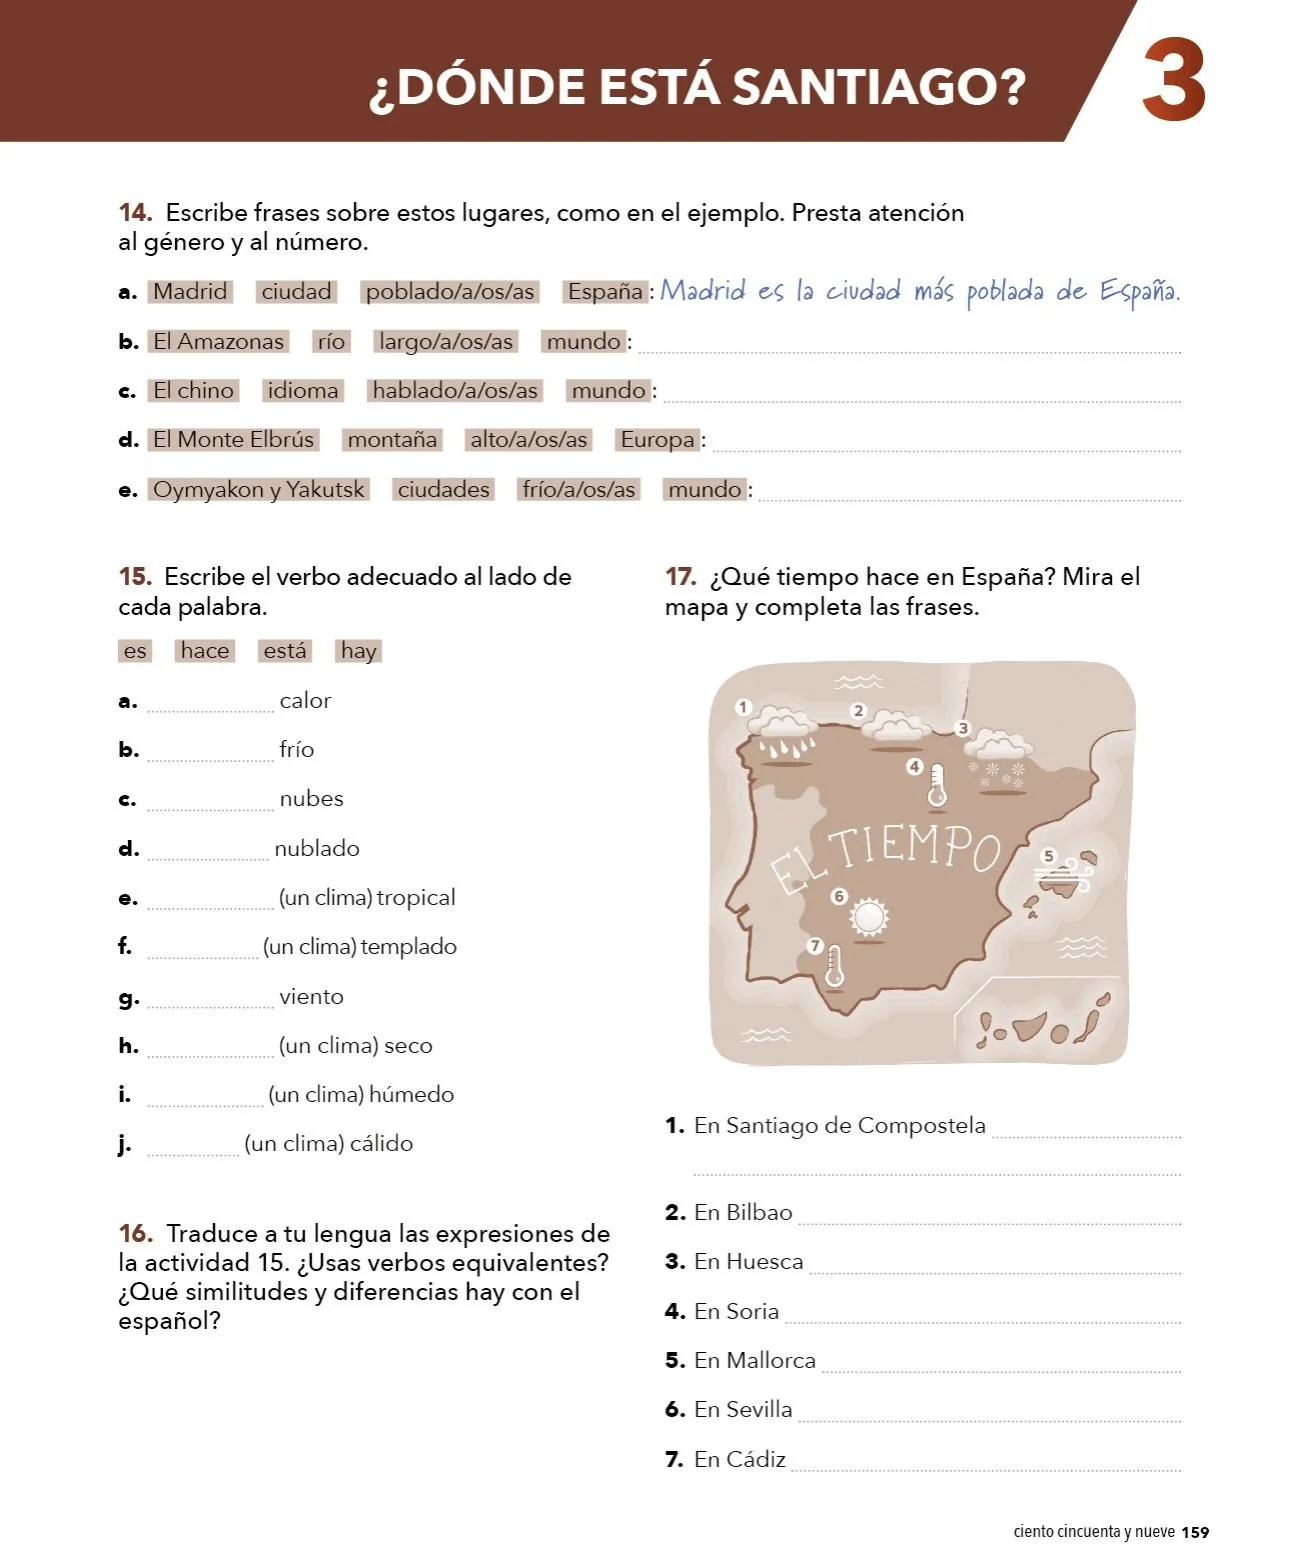 ¿DÓNDE ESTÁ SANTIAGO?
3
14. Escribe frases sobre estos lugares, como en el ejemplo. Presta atención
al género y al número.
a. Madrid ciudad poblado/a/os/as España : Madrid es la ciudad más poblada de España.
b. El Amazonas río largo/a/os/as mundo :
c. El chino idioma hablado/a/os/as mundo :
d. El Monte Elbrús montaña alto/a/os/as Europa :
e. Oymyakon y Yakutsk ciudades frío/a/os/as mundo :
15. Escribe el verbo adecuado al lado de
cada palabra.
es hace está hay
a. calor
b. frío
c. nubes
d. nublado
e. (un clima) tropical
f. (un clima) templado
g. viento
h. (un clima) seco
i. (un clima) húmedo
j. (un clima) cálido
16. Traduce a tu lengua las expresiones de
la actividad 15. ¿Usas verbos equivalentes?
¿Qué similitudes y diferencias hay con el
español?
17. ¿Qué tiempo hace en España? Mira el
mapa y completa las frases.
1
2
3
4
EL TIEMPO
5
6
7
1. En Santiago de Compostela
2. En Bilbao
3. En Huesca
4. En Soria
5. En Mallorca
6. En Sevilla
7. En Cádiz
ciento cincuenta y nueve 159